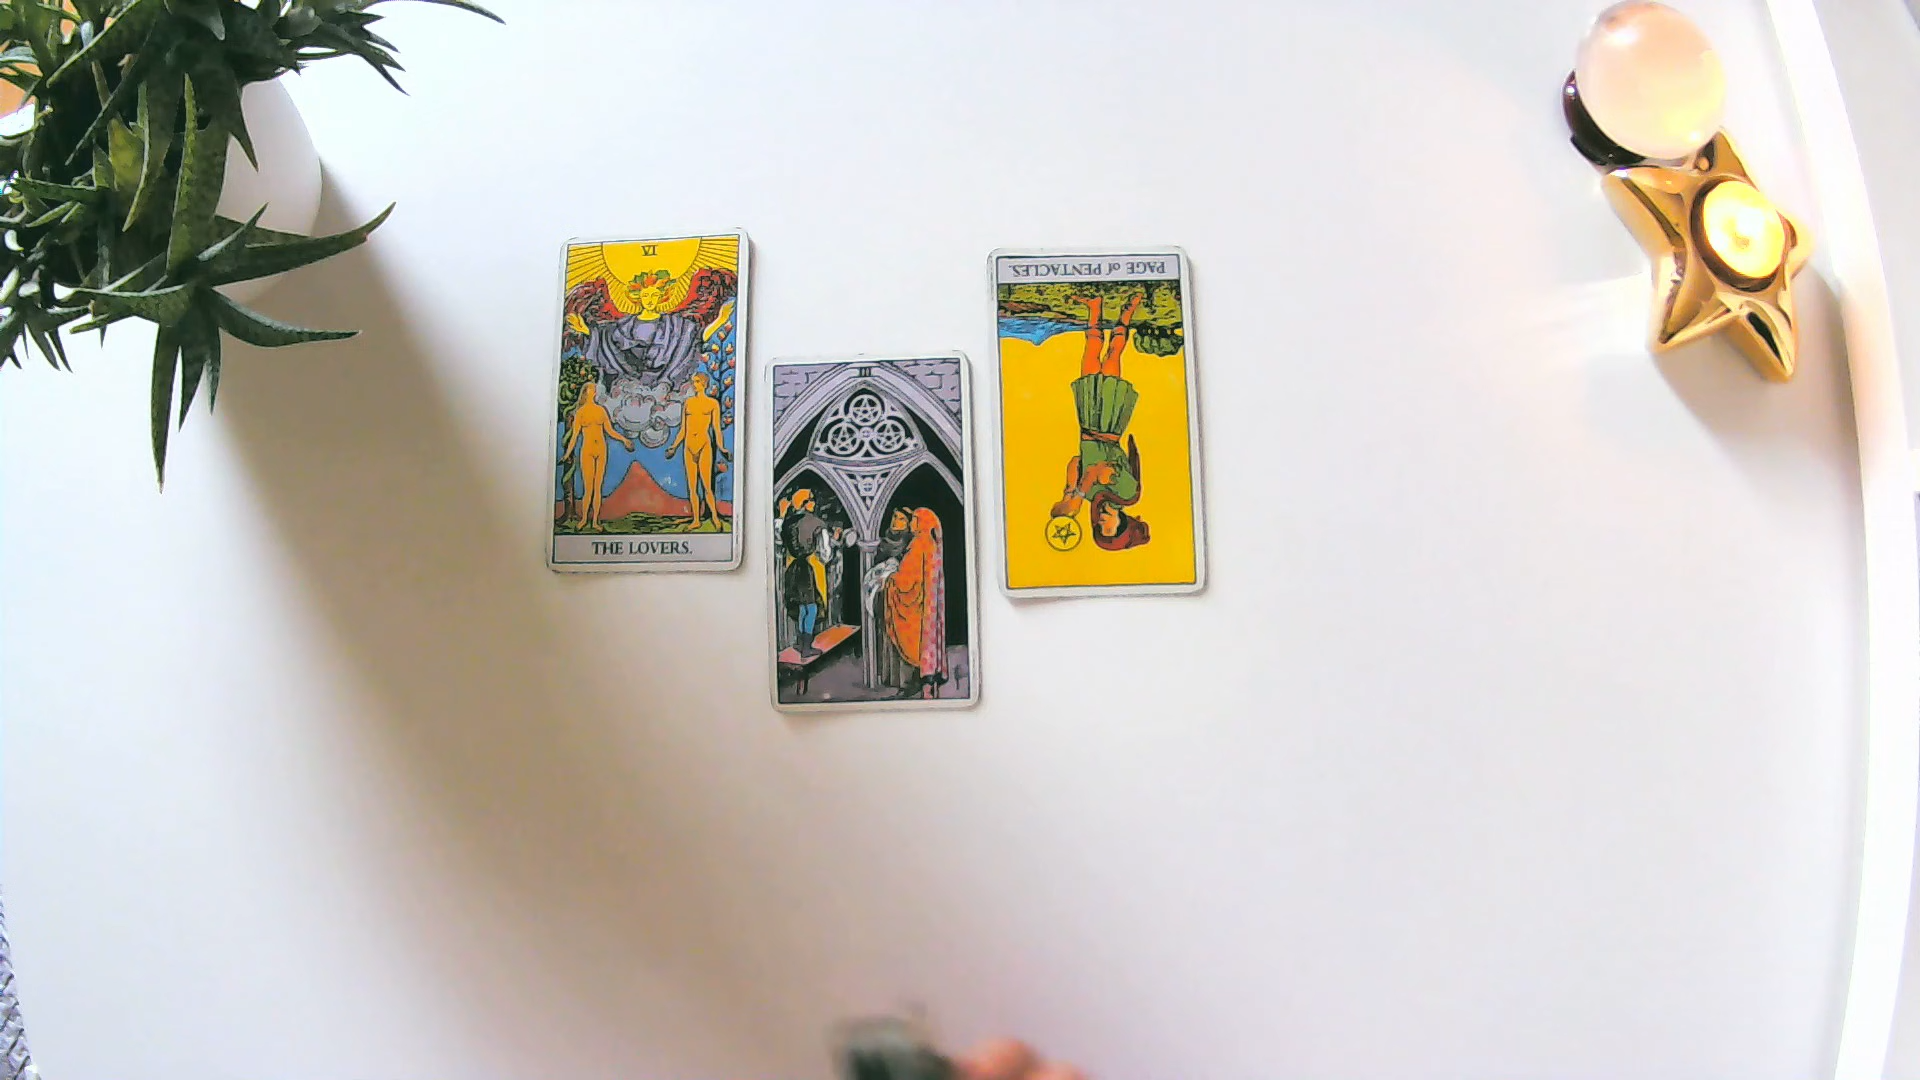 VI
THE LOVERS.
III
PAGE of PENTACLES.